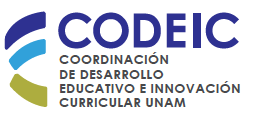 CODEIC
COORDINACIÓN
DE DESARROLLO
EDUCATIVO E INNOVACIÓN
CURRICULAR UNAM